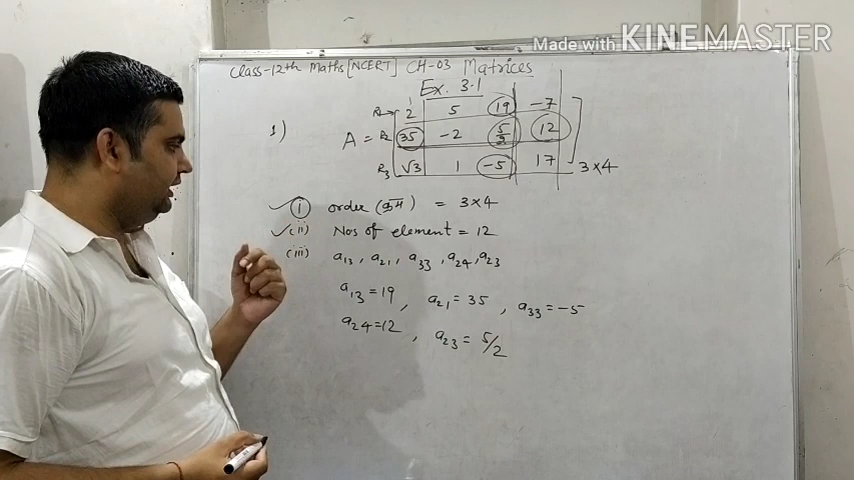 Made with KINEMASTER
Class-12th Maths [NCERT] CH-03 Matrices
Ex. 3.1
R1 2 5 19 -7
1) A = R2 35 -2 5/2 12
R3 √3 1 -5 17 3×4
(i) order ( ) = 3×4
(ii) Nos of element = 12
(iii) a13, a21, a33, a24, a23
a13 = 19, a21 = 35, a33 = -5
a24 = 12, a23 = 5/2